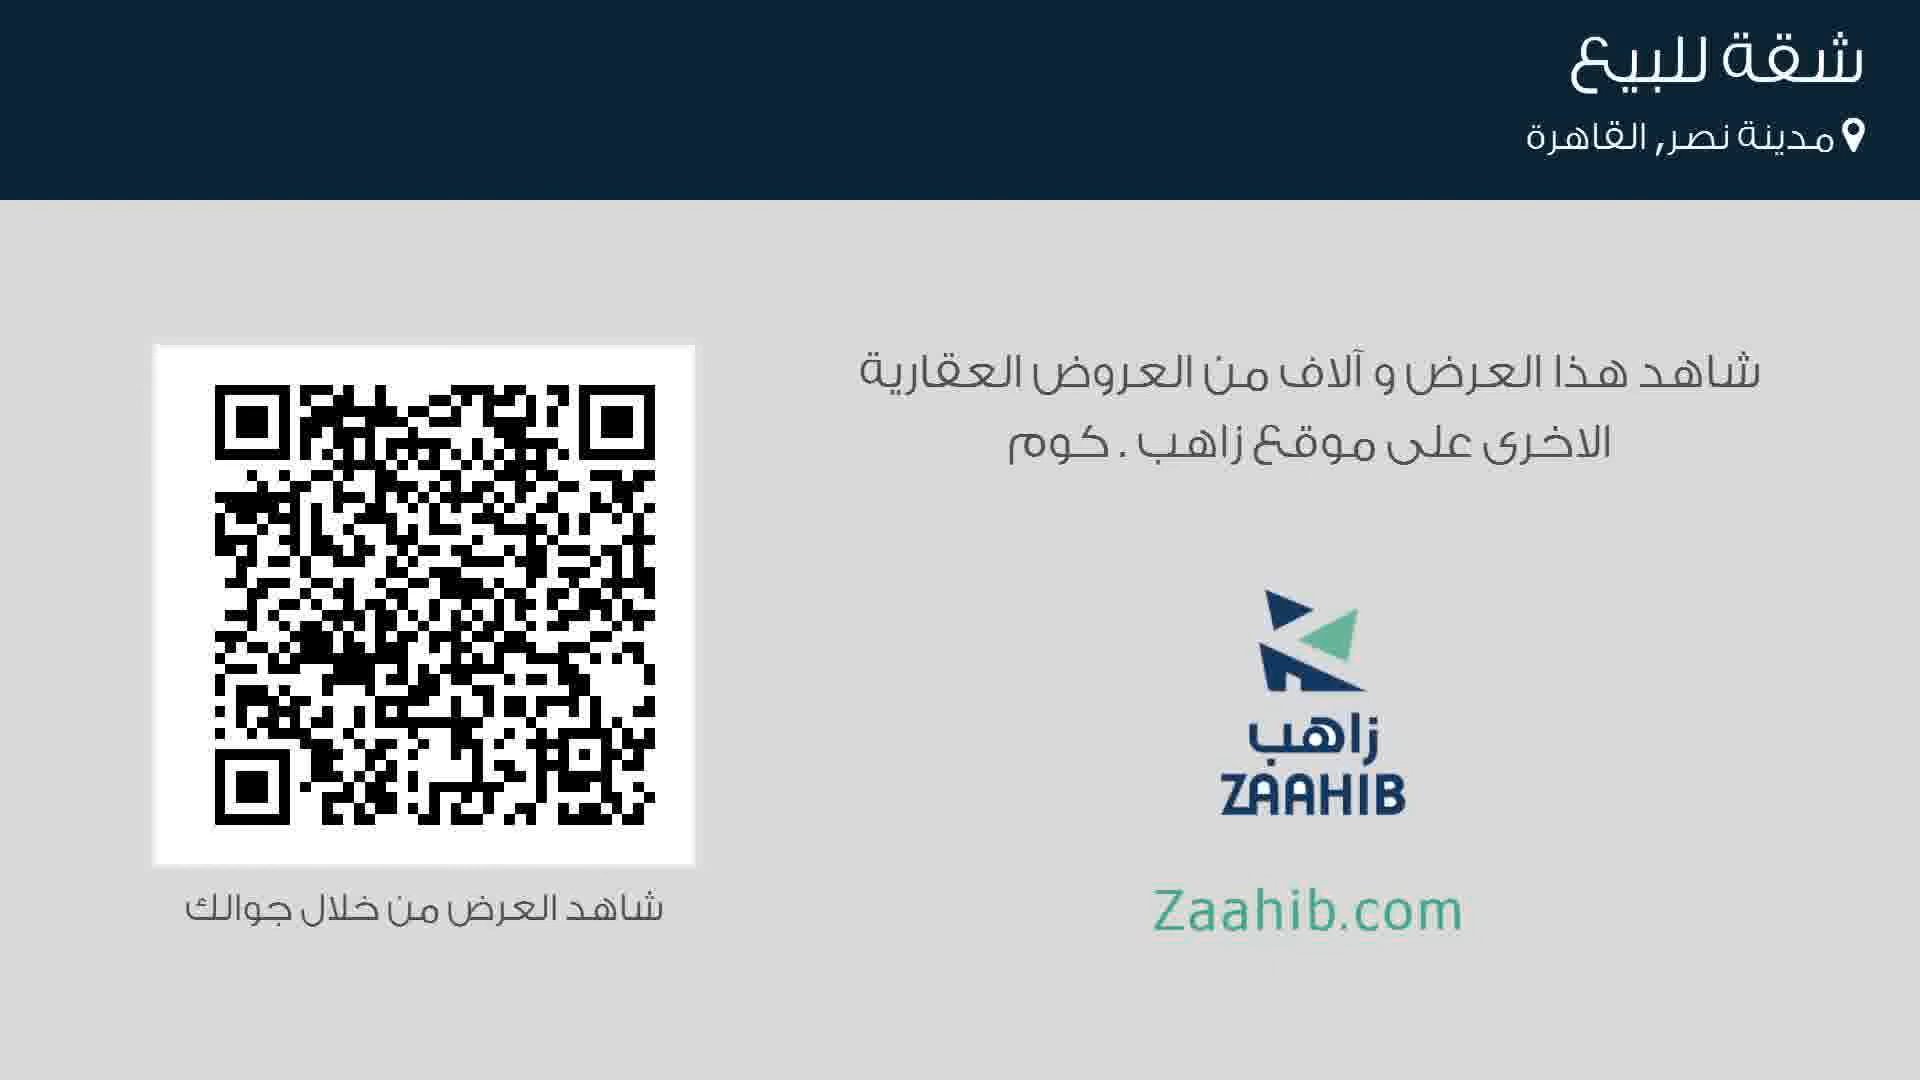 شقة للبيع
مدينة نصر, القاهرة
شاهد هذا العرض و آلاف من العروض العقارية
الاخرى على موقع زاهب . كوم
زاهب
ZAAHIB
Zaahib.com
شاهد العرض من خلال جوالك